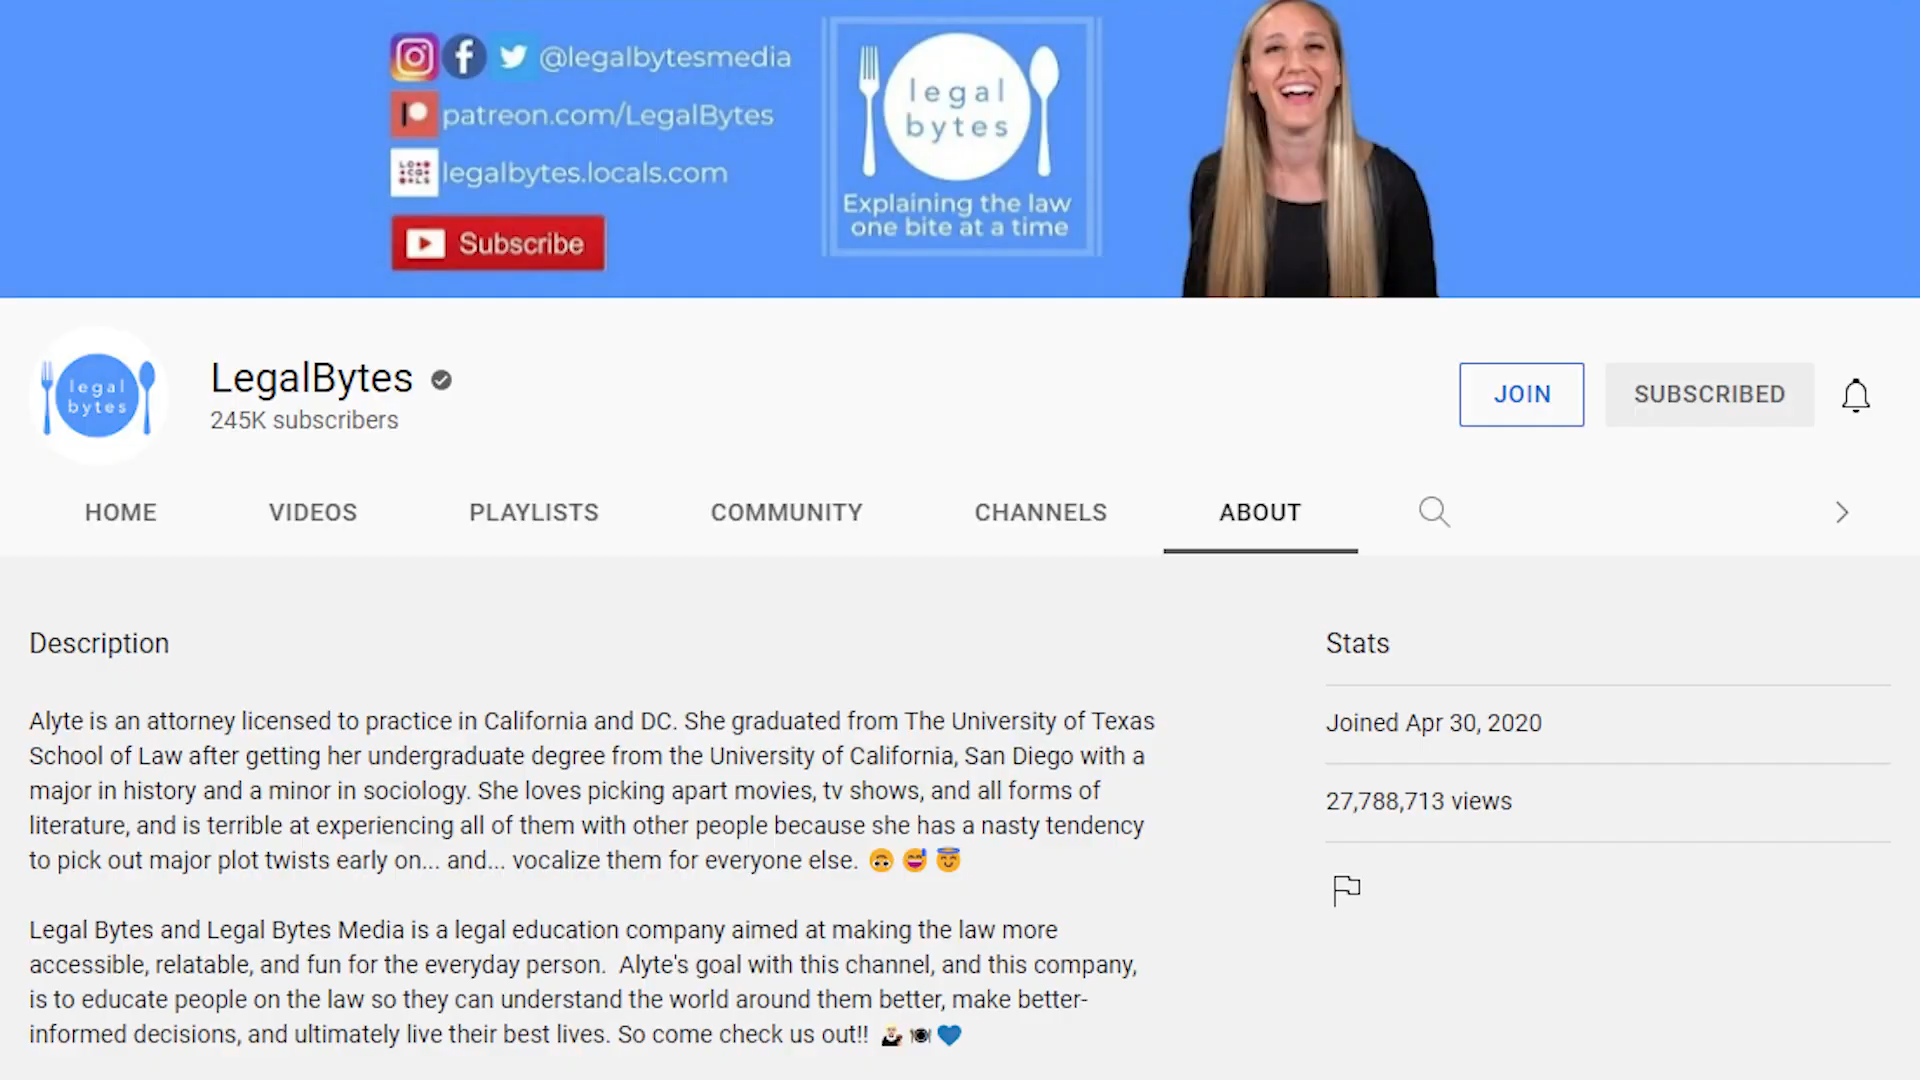 @legalbytesmedia
patreon.com/LegalBytes
legalbytes.locals.com
Subscribe
legal
bytes
Explaining the law
one bite at a time
legal
bytes
LegalBytes
245K subscribers
JOIN
SUBSCRIBED
HOME
VIDEOS
PLAYLISTS
COMMUNITY
CHANNELS
ABOUT
Description
Alyte is an attorney licensed to practice in California and DC. She graduated from The University of Texas
School of Law after getting her undergraduate degree from the University of California, San Diego with a
major in history and a minor in sociology. She loves picking apart movies, tv shows, and all forms of
literature, and is terrible at experiencing all of them with other people because she has a nasty tendency
to pick out major plot twists early on... and... vocalize them for everyone else. 🙃 😅 😇
Legal Bytes and Legal Bytes Media is a legal education company aimed at making the law more
accessible, relatable, and fun for the everyday person.  Alyte's goal with this channel, and this company,
is to educate people on the law so they can understand the world around them better, make better-
informed decisions, and ultimately live their best lives. So come check us out!! 👩🏼‍⚖️ 🍽 💙
Stats
Joined Apr 30, 2020
27,788,713 views